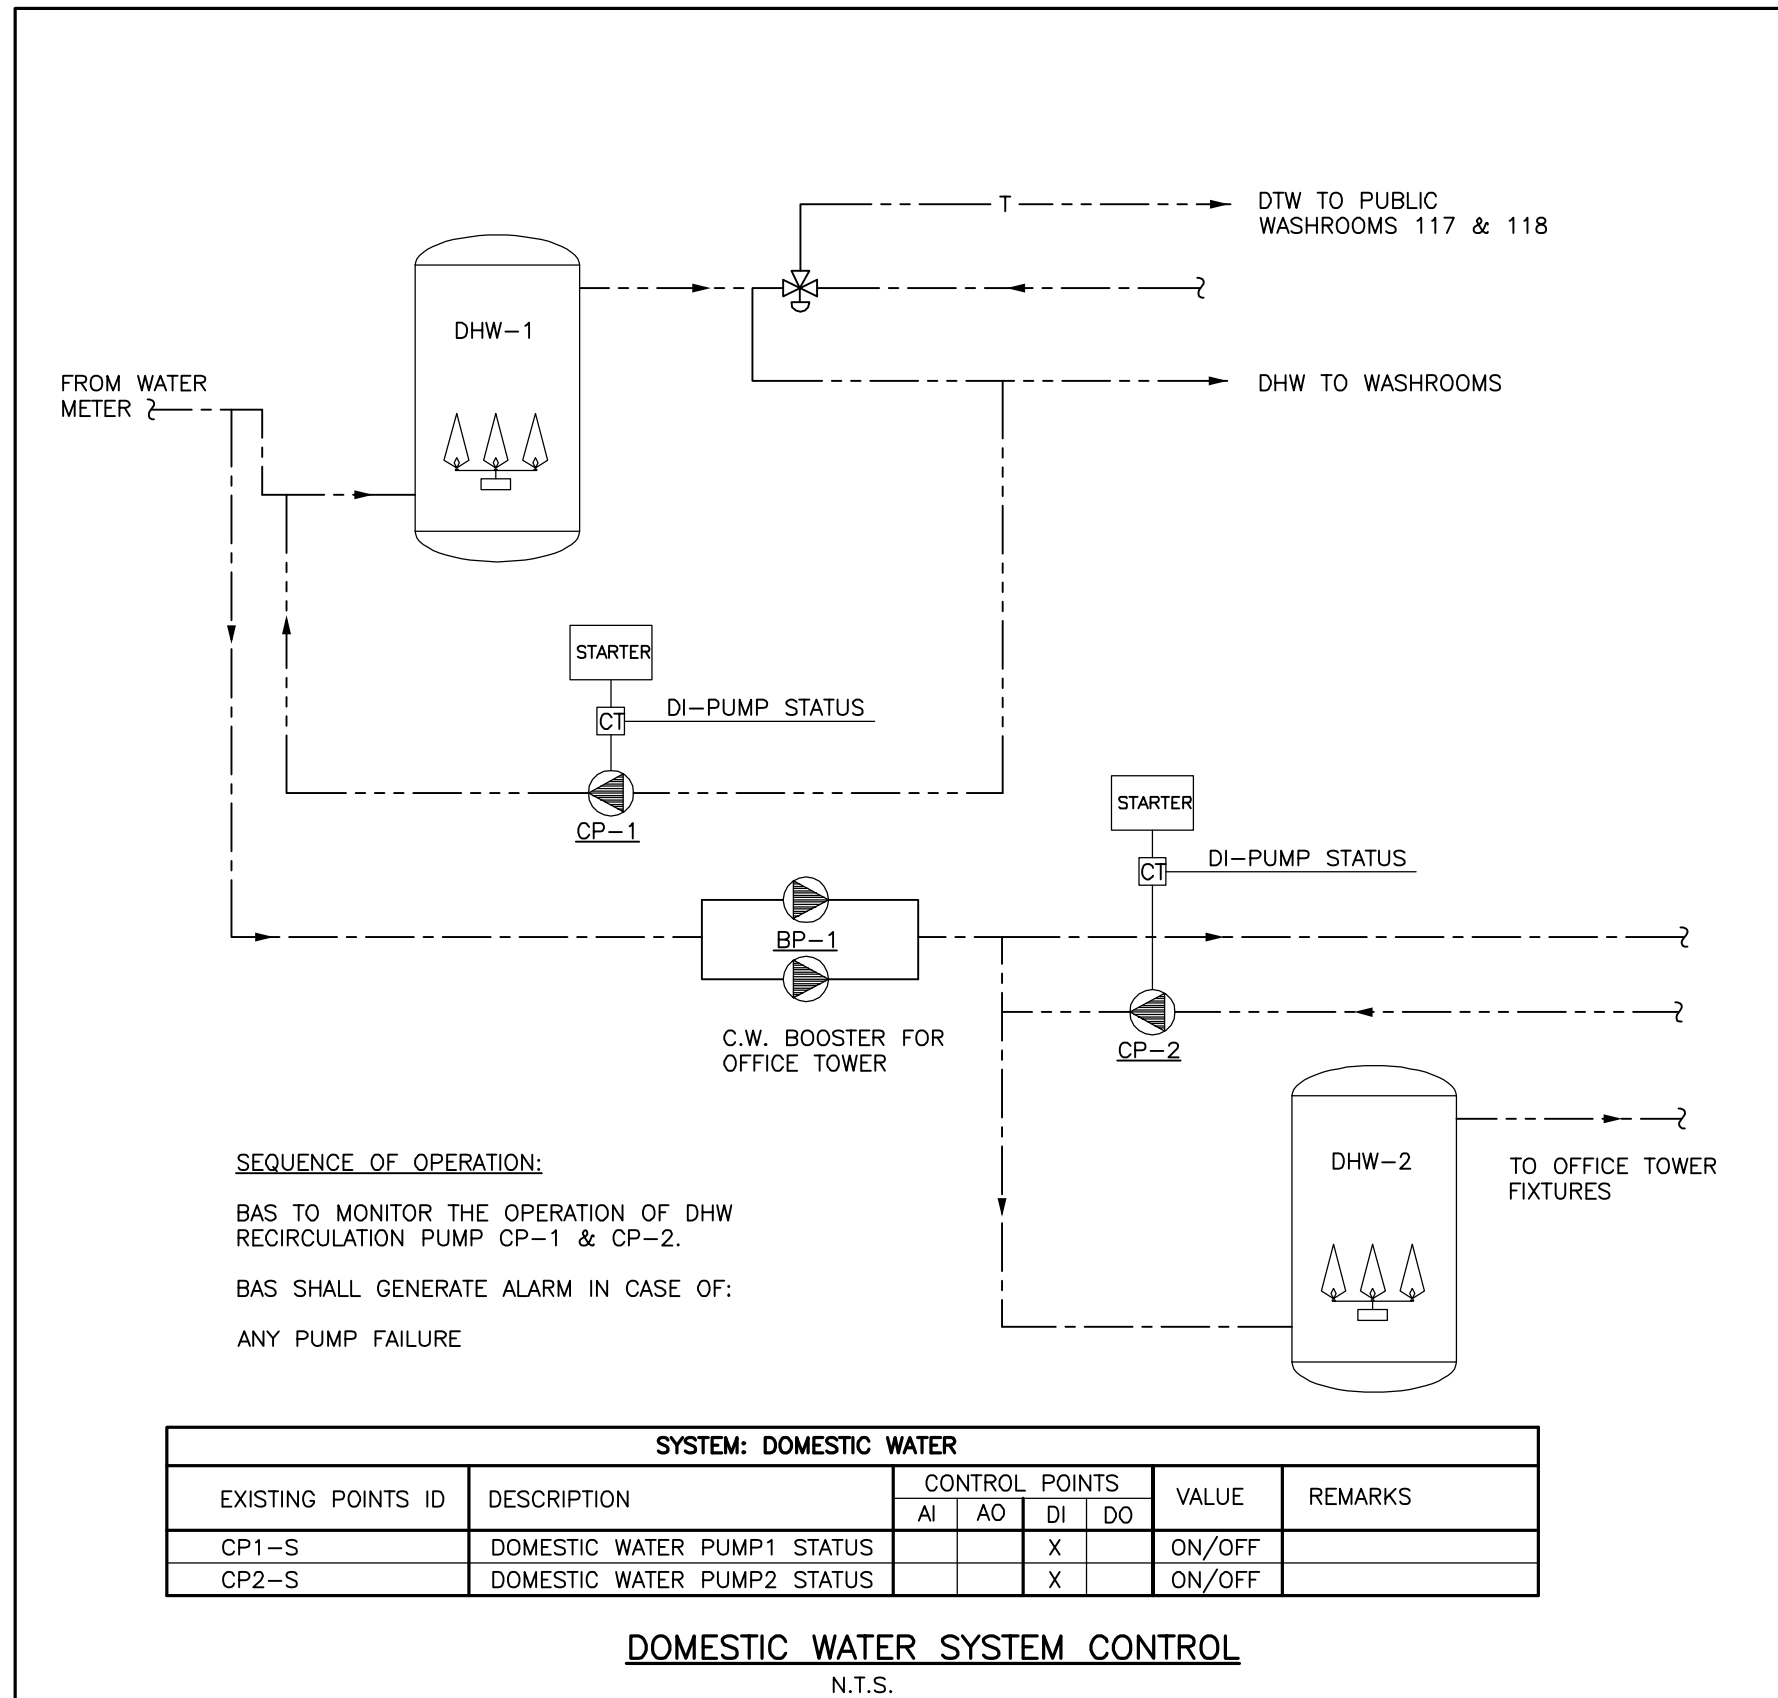 DTW TO PUBLIC
WASHROOMS 117 & 118
T
DHW-1
FROM WATER
METER
DHW TO WASHROOMS
STARTER
CT
DI-PUMP STATUS
CP-1
STARTER
CT
DI-PUMP STATUS
BP-1
C.W. BOOSTER FOR
OFFICE TOWER
CP-2
DHW-2
TO OFFICE TOWER
FIXTURES
SEQUENCE OF OPERATION:
BAS TO MONITOR THE OPERATION OF DHW
RECIRCULATION PUMP CP-1 & CP-2.
BAS SHALL GENERATE ALARM IN CASE OF:
ANY PUMP FAILURE
SYSTEM: DOMESTIC WATER
EXISTING POINTS ID DESCRIPTION CONTROL POINTS VALUE REMARKS
AI AO DI DO
CP1-S DOMESTIC WATER PUMP1 STATUS X ON/OFF
CP2-S DOMESTIC WATER PUMP2 STATUS X ON/OFF
DOMESTIC WATER SYSTEM CONTROL
N.T.S.